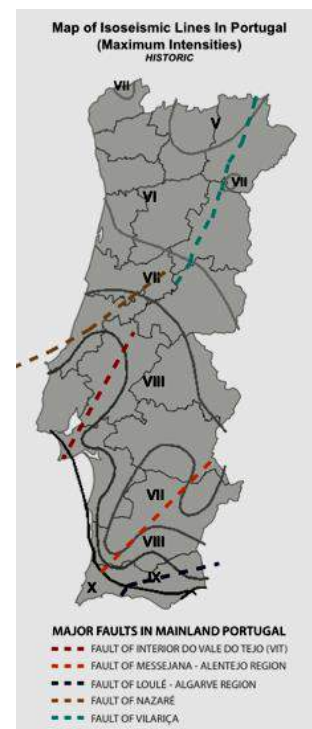 Map of Isoseismic Lines In Portugal
(Maximum Intensities)
HISTORIC
VII
V
VII
VI
VII
VIII
VII
VIII
IX
X
MAJOR FAULTS IN MAINLAND PORTUGAL
FAULT OF INTERIOR DO VALE DO TEJO (VIT)
FAULT OF MESSEJANA - ALENTEJO REGION
FAULT OF LOULÉ - ALGARVE REGION
FAULT OF NAZARÉ
FAULT OF VILARIÇA